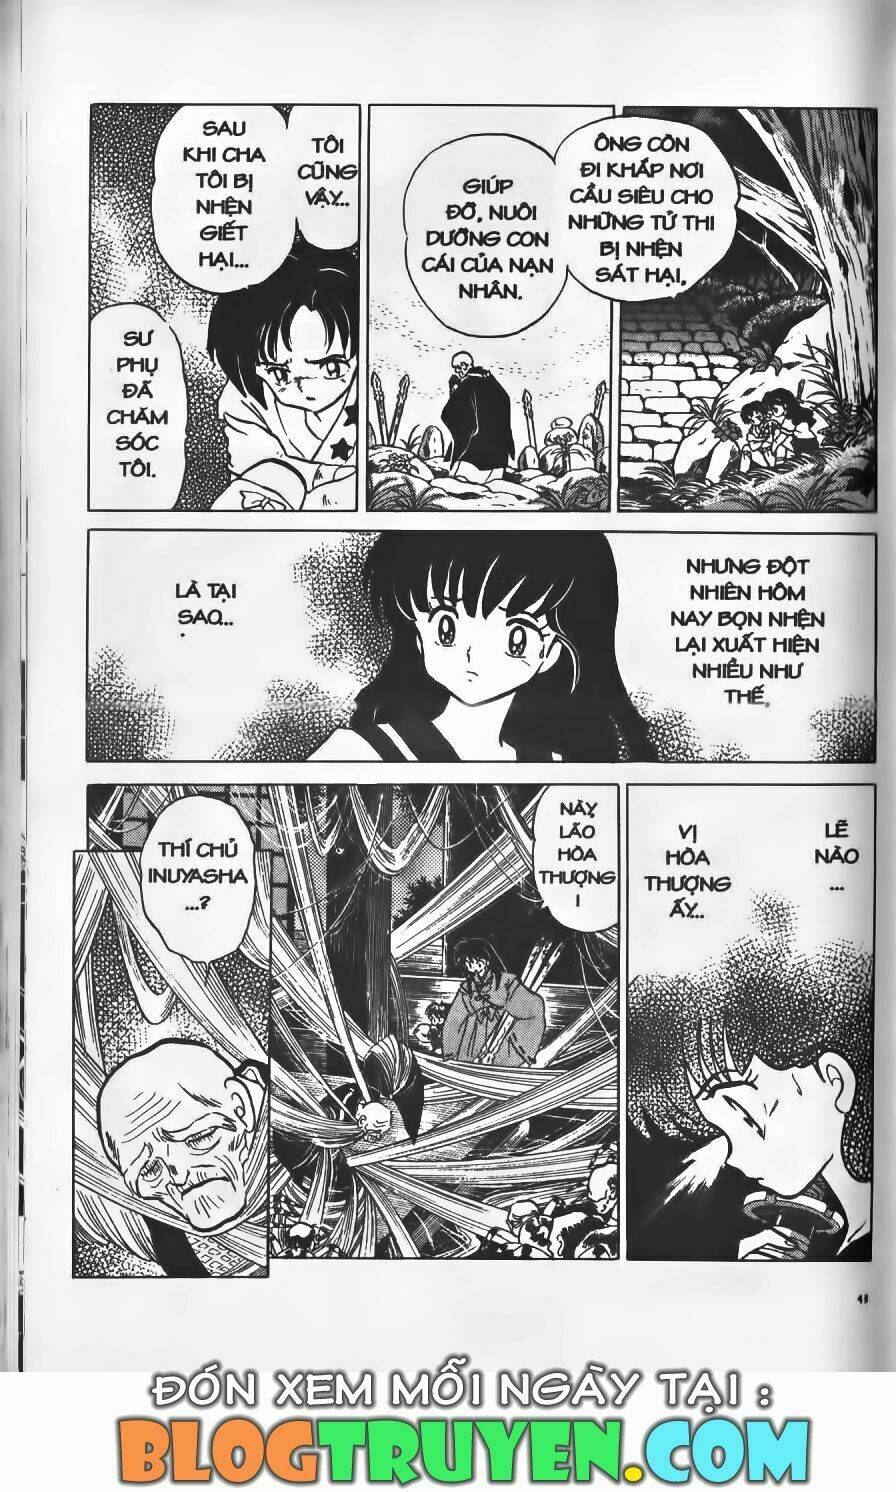 ÔNG CÒN
ĐI KHẮP NƠI
CẦU SIÊU CHO
NHỮNG TỬ THI
BỊ NHỆN
SÁT HẠI,
GIÚP
ĐỠ, NUÔI
DƯỠNG CON
CÁI CỦA NẠN
NHÂN.
TÔI
CŨNG
VẬY...
SAU
KHI CHA
TÔI BỊ
NHỆN
GIẾT
HẠI...
SƯ
PHỤ
ĐÃ
CHĂM
SÓC
TÔI.
NHƯNG ĐỘT
NHIÊN HÔM
NAY BỌN NHỆN
LẠI XUẤT HIỆN
NHIỀU NHƯ
THẾ,
LÀ TẠI
SAO...
LẼ
NÀO
...
VỊ
HÒA
THƯỢNG
ẤY...
NÀY,
LÃO
HÒA
THƯỢNG
!
THÍ CHỦ
INUYASHA
...?
43
ĐÓN XEM MỖI NGÀY TẠI :
BLOGTRUYEN.COM